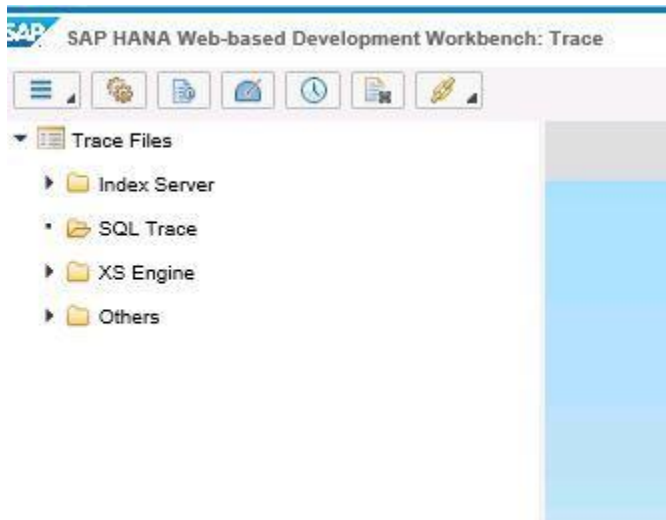 SAP SAP HANA Web-based Development Workbench: Trace
Trace Files
Index Server
SQL Trace
XS Engine
Others